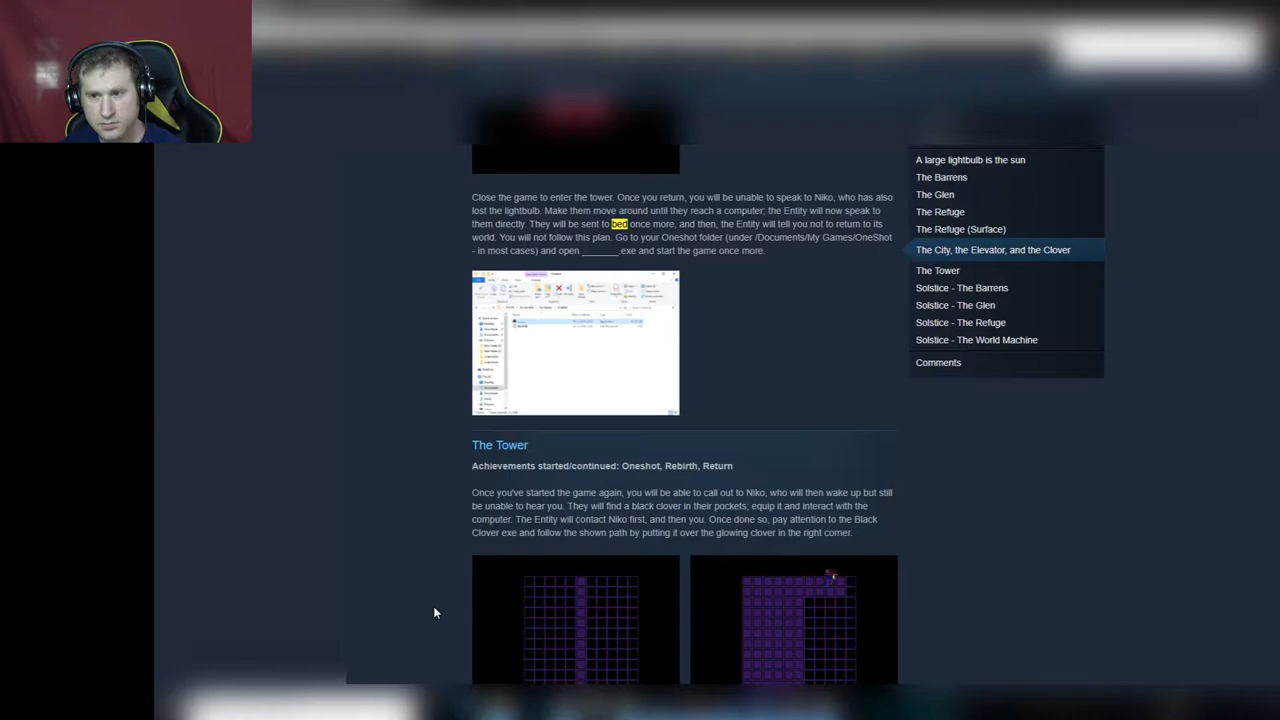 Close the game to enter the tower. Once you return, you will be unable to speak to Niko, who has also
lost the lightbulb. Make them move around until they reach a computer; the Entity will now speak to
them directly. They will be sent to bed once more, and then, the Entity will tell you not to return to its
world. You will not follow this plan. Go to your Oneshot folder (under /Documents/My Games/OneShot
- in most cases) and open _______.exe and start the game once more.
The Tower
Achievements started/continued: Oneshot, Rebirth, Return
Once you've started the game again, you will be able to call out to Niko, who will then wake up but still
be unable to hear you. They will find a black clover in their pockets; equip it and interact with the
computer. The Entity will contact Niko first, and then you. Once done so, pay attention to the Black
Clover exe and follow the shown path by putting it over the glowing clover in the right corner.
A large lightbulb is the sun
The Barrens
The Glen
The Refuge
The Refuge (Surface)
The City, the Elevator, and the Clover
The Tower
Solstice - The Barrens
Solstice - The Glen
Solstice - The Refuge
Solstice - The World Machine
Comments